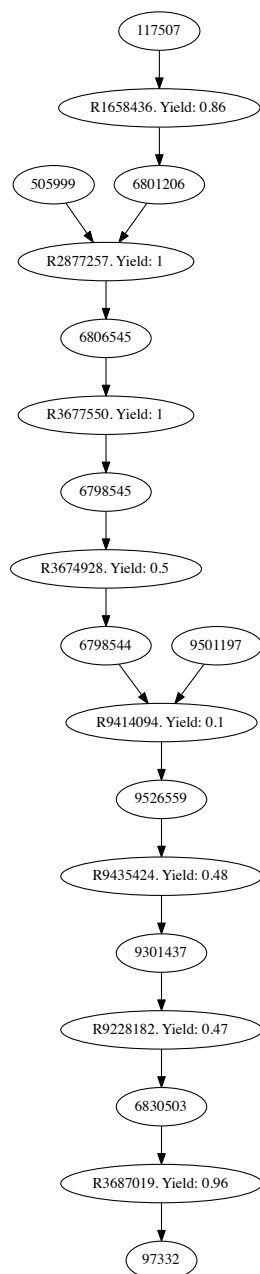 117507
R1658436. Yield: 0.86
505999
6801206
R2877257. Yield: 1
6806545
R3677550. Yield: 1
6798545
R3674928. Yield: 0.5
6798544
9501197
R9414094. Yield: 0.1
9526559
R9435424. Yield: 0.48
9301437
R9228182. Yield: 0.47
6830503
R3687019. Yield: 0.96
97332